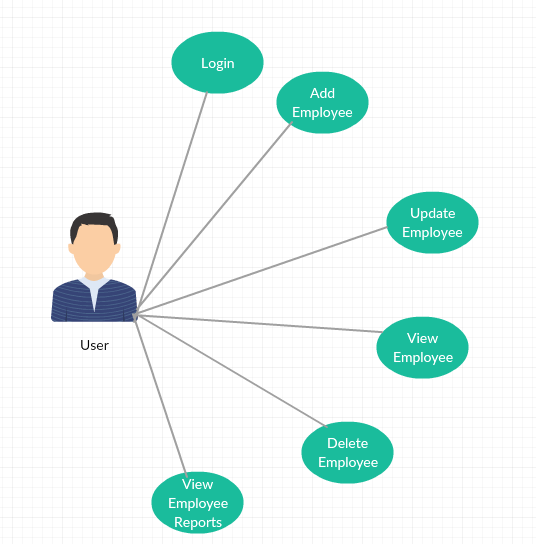 Login
Add
Employee
Update
Employee
User
View
Employee
Delete
Employee
View
Employee
Reports